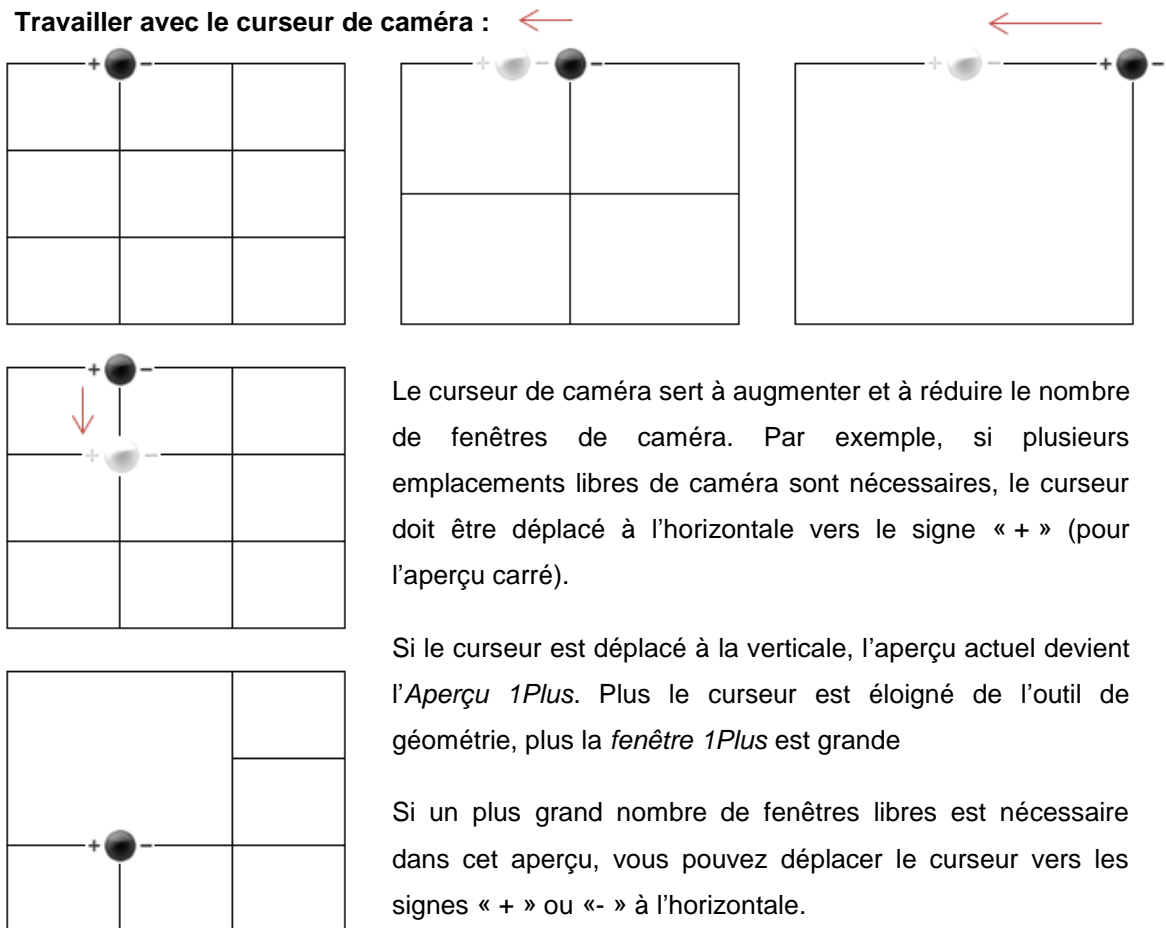 Travailler avec le curseur de caméra :
+ -
+ - -
+ - + -
+ -
+ -
Le curseur de caméra sert à augmenter et à réduire le nombre
de fenêtres de caméra. Par exemple, si plusieurs
emplacements libres de caméra sont nécessaires, le curseur
doit être déplacé à l’horizontale vers le signe « + » (pour
l’aperçu carré).
Si le curseur est déplacé à la verticale, l’aperçu actuel devient
l’Aperçu 1Plus. Plus le curseur est éloigné de l’outil de
géométrie, plus la fenêtre 1Plus est grande
Si un plus grand nombre de fenêtres libres est nécessaire
dans cet aperçu, vous pouvez déplacer le curseur vers les
signes « + » ou «- » à l’horizontale.
+ -